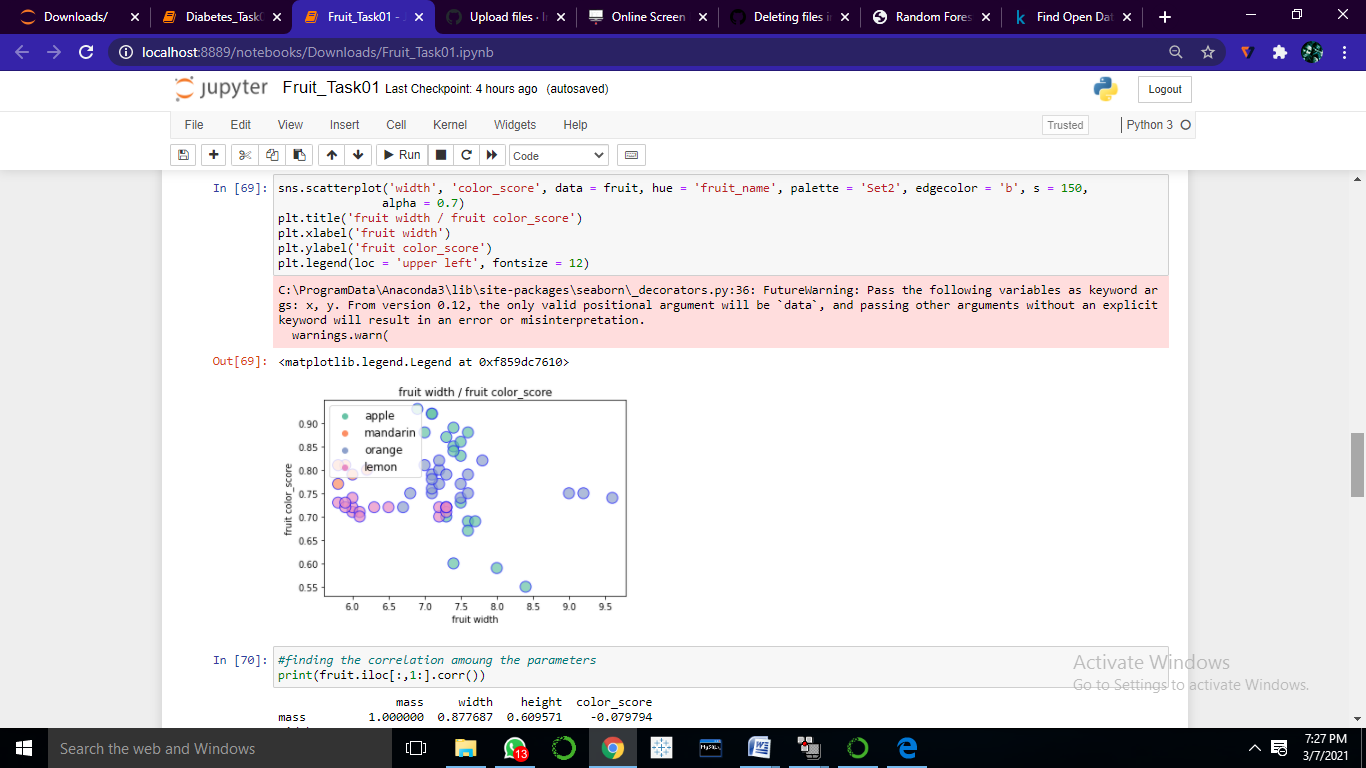 Downloads/
Diabetes_Task
Fruit_Task01 -
Upload files ·
Online Screen
Deleting files i
Random Fores
Find Open Dat
localhost:8889/notebooks/Downloads/Fruit_Task01.ipynb
jupyter Fruit_Task01 Last Checkpoint: 4 hours ago (autosaved)
Logout
File Edit View Insert Cell Kernel Widgets Help
Trusted
Python 3
Run
Code
In [69]: sns.scatterplot('width', 'color_score', data = fruit, hue = 'fruit_name', palette = 'Set2', edgecolor = 'b', s = 150,
alpha = 0.7)
plt.title('fruit width / fruit color_score')
plt.xlabel('fruit width')
plt.ylabel('fruit color_score')
plt.legend(loc = 'upper left', fontsize = 12)
C:\ProgramData\Anaconda3\lib\site-packages\seaborn\_decorators.py:36: FutureWarning: Pass the following variables as keyword ar
gs: x, y. From version 0.12, the only valid positional argument will be `data`, and passing other arguments without an explicit
keyword will result in an error or misinterpretation.
warnings.warn(
Out[69]: <matplotlib.legend.Legend at 0xf859dc7610>
fruit width / fruit color_score
apple
mandarin
orange
lemon
0.90
0.85
0.80
0.75
0.70
0.65
0.60
0.55
fruit color_score
6.0 6.5 7.0 7.5 8.0 8.5 9.0 9.5
fruit width
In [70]: #finding the correlation amoung the parameters
print(fruit.iloc[:,1:].corr())
mass width height color_score
mass 1.000000 0.877687 0.609571 -0.079794
Activate Windows
Go to Settings to activate Windows.
Search the web and Windows
13
MySQL
7:27 PM
3/7/2021